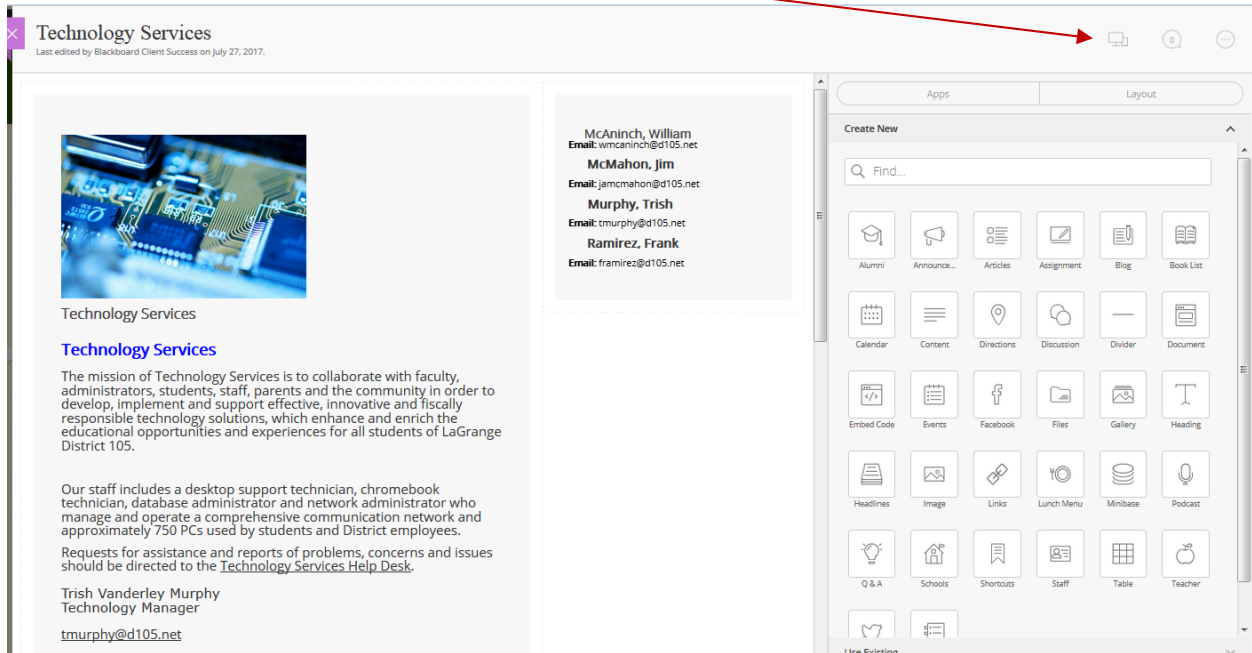 Technology Services
Last edited by Blackboard Client Success on July 27, 2017.
0
Technology Services
Technology Services
The mission of Technology Services is to collaborate with faculty,
administrators, students, staff, parents and the community in order to
develop, implement and support effective, innovative and fiscally
responsible technology solutions, which enhance and enrich the
educational opportunities and experiences for all students of LaGrange
District 105.
Our staff includes a desktop support technician, chromebook
technician, database administrator and network administrator who
manage and operate a comprehensive communication network and
approximately 750 PCs used by students and District employees.
Requests for assistance and reports of problems, concerns and issues
should be directed to the Technology Services Help Desk.
Trish Vanderley Murphy
Technology Manager
tmurphy@d105.net
McAninch, William
Email: wmcaninch@d105.net
McMahon, Jim
Email: jamcmahon@d105.net
Murphy, Trish
Email: tmurphy@d105.net
Ramirez, Frank
Email: framirez@d105.net
Apps Layout
Create New
Find...
Alumni Announce... Articles Assignment Blog Book List
Calendar Content Directions Discussion Divider Document
Embed Code Events Facebook Files Gallery Heading
Headlines Image Links Lunch Menu Minibase Podcast
Q & A Schools Shortcuts Staff Table Teacher
Use Existing